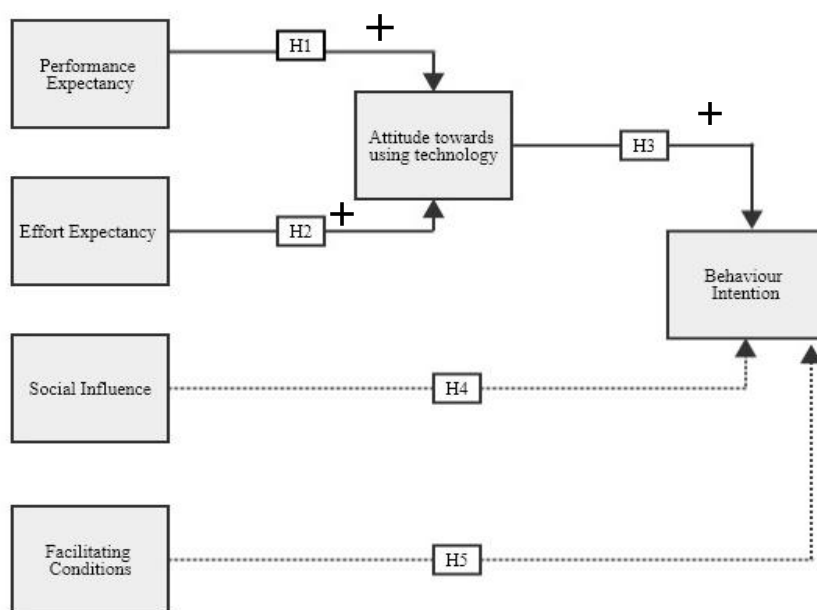 Performance
Expectancy
H1
+
Attitude towards
using technology
H3
+
Effort Expectancy
H2
+
Behaviour
Intention
Social Influence
H4
Facilitating
Conditions
H5